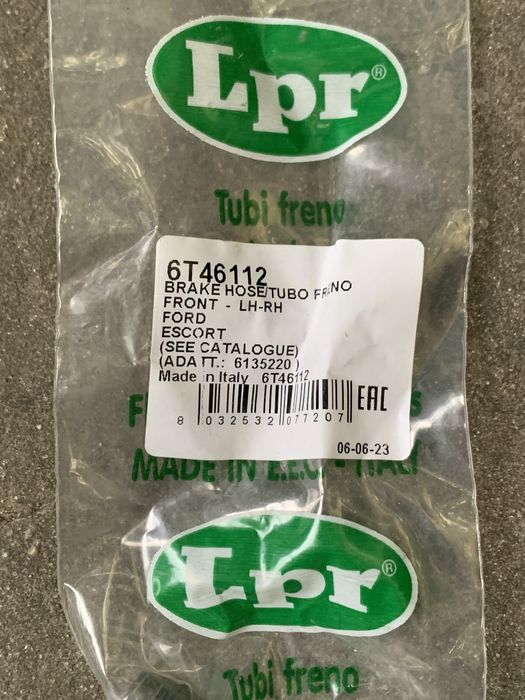 Lpr®
Tubi freno
6T46112
BRAKE HOSE/TUBO FRENO
FRONT - LH-RH
FORD
ESCORT
(SEE CATALOGUE)
(ADATT.: 6135220 )
Made in Italy 6T46112
8 032532 077207
EAC
06-06-23
MADE IN E.E.C. - ITALY
Lpr®
Tubi freno